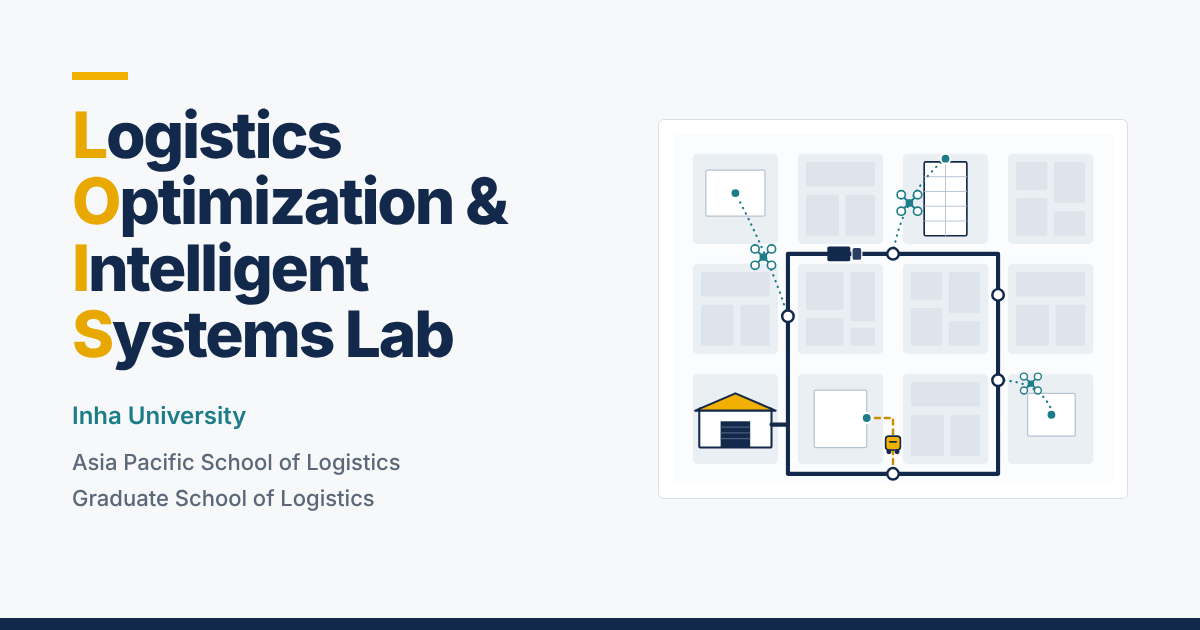 Logistics
Optimization &
Intelligent
Systems Lab
Inha University
Asia Pacific School of Logistics
Graduate School of Logistics